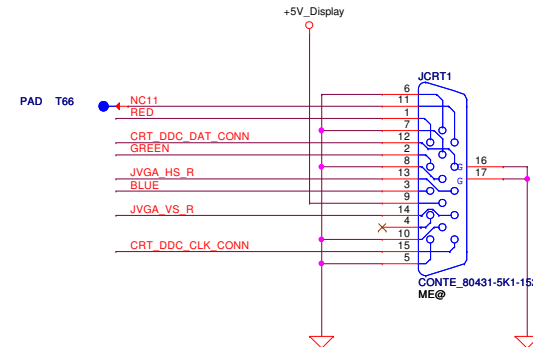 +5V_Display
JCRT1
PAD T66
NC11
RED
CRT_DDC_DAT_CONN
GREEN
JVGA_HS_R
BLUE
JVGA_VS_R
CRT_DDC_CLK_CONN
6
11
1
7
12
2
8
13
3
9
14
4
10
15
5
G 16
G 17
CONTE_80431-5K1-152
ME@